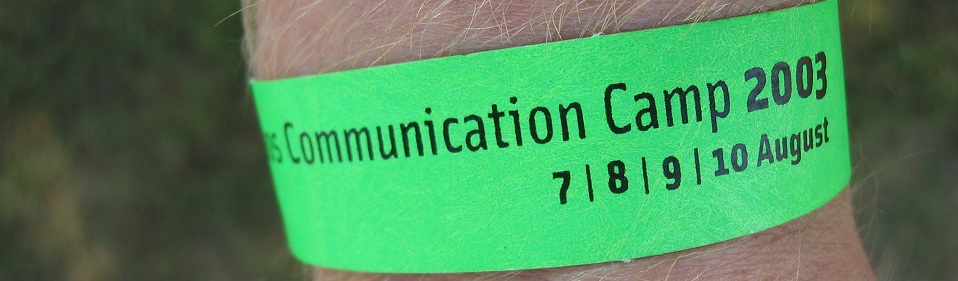 s Communication Camp 2003
7 | 8 | 9 | 10 August